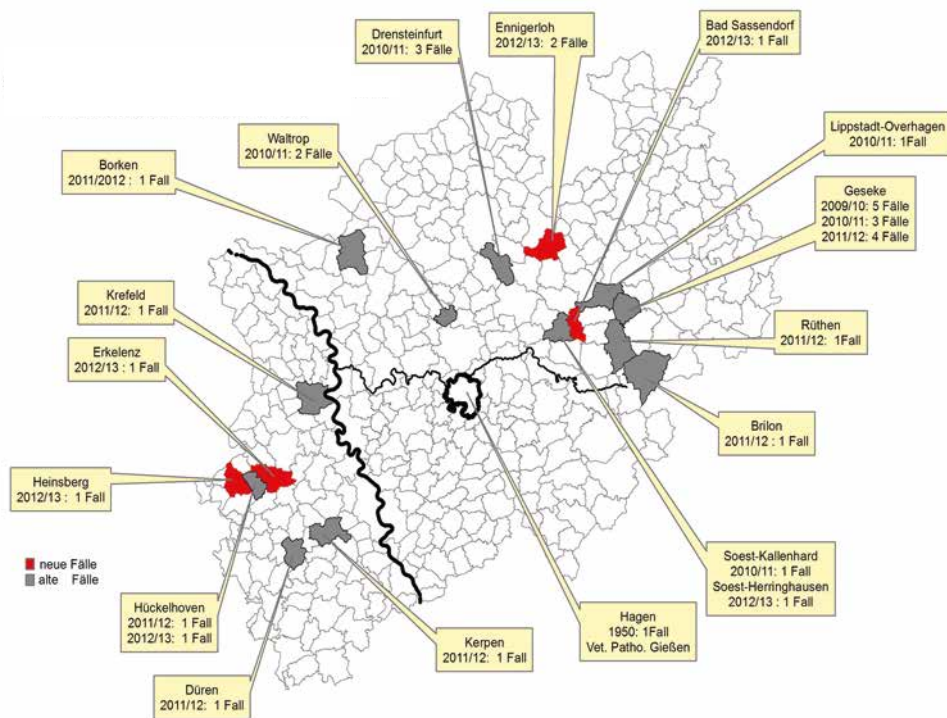 Drensteinfurt
2010/11: 3 Fälle
Ennigerloh
2012/13: 2 Fälle
Bad Sassendorf
2012/13: 1 Fall
Waltrop
2010/11: 2 Fälle
Lippstadt-Overhagen
2010/11: 1Fall
Borken
2011/2012 : 1 Fall
Geseke
2009/10: 5 Fälle
2010/11: 3 Fälle
2011/12: 4 Fälle
Krefeld
2011/12: 1 Fall
Rüthen
2011/12: 1Fall
Erkelenz
2012/13 : 1 Fall
Brilon
2011/12 : 1 Fall
Heinsberg
2012/13 : 1 Fall
neue Fälle
alte Fälle
Soest-Kallenhard
2010/11: 1 Fall
Soest-Herringhausen
2012/13 : 1 Fall
Hückelhoven
2011/12: 1 Fall
2012/13: 1 Fall
Hagen
1950: 1Fall
Vet. Patho. Gießen
Kerpen
2011/12: 1 Fall
Düren
2011/12: 1 Fall